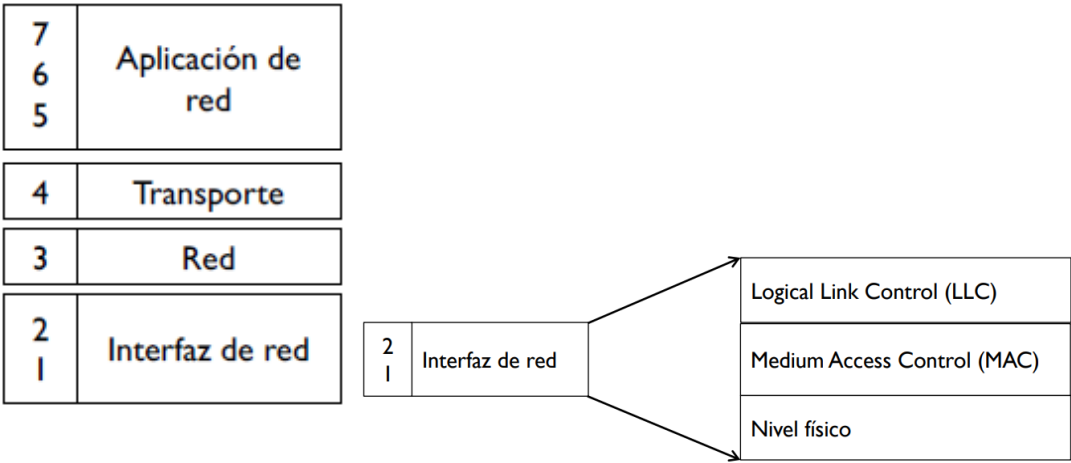 7
6
5
Aplicación de
red
4
Transporte
3
Red
2
1
Interfaz de red
2
1
Interfaz de red
Logical Link Control (LLC)
Medium Access Control (MAC)
Nivel físico